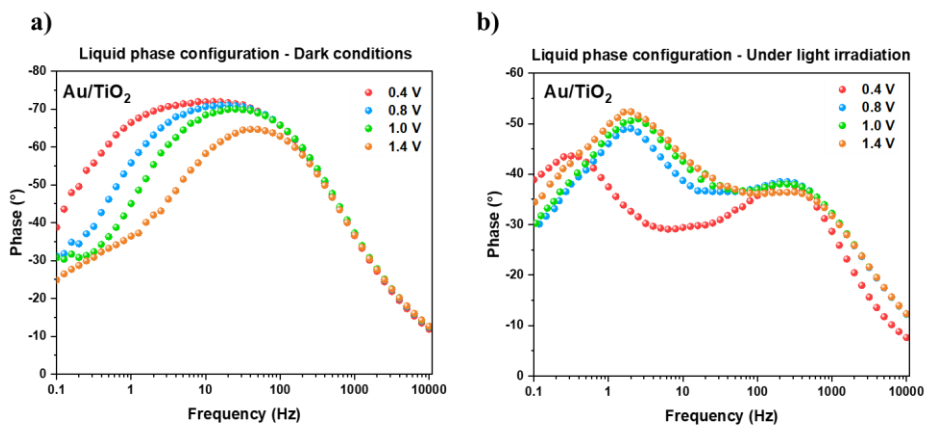 a)
Liquid phase configuration - Dark conditions
Au/TiO₂
0.4 V
0.8 V
1.0 V
1.4 V
Phase (°)
-80
-70
-60
-50
-40
-30
-20
-10
0
0.1 1 10 100 1000 10000
Frequency (Hz)
b)
Liquid phase configuration - Under light irradiation
Au/TiO₂
0.4 V
0.8 V
1.0 V
1.4 V
Phase (°)
-60
-50
-40
-30
-20
-10
0
0.1 1 10 100 1000 10000
Frequency (Hz)